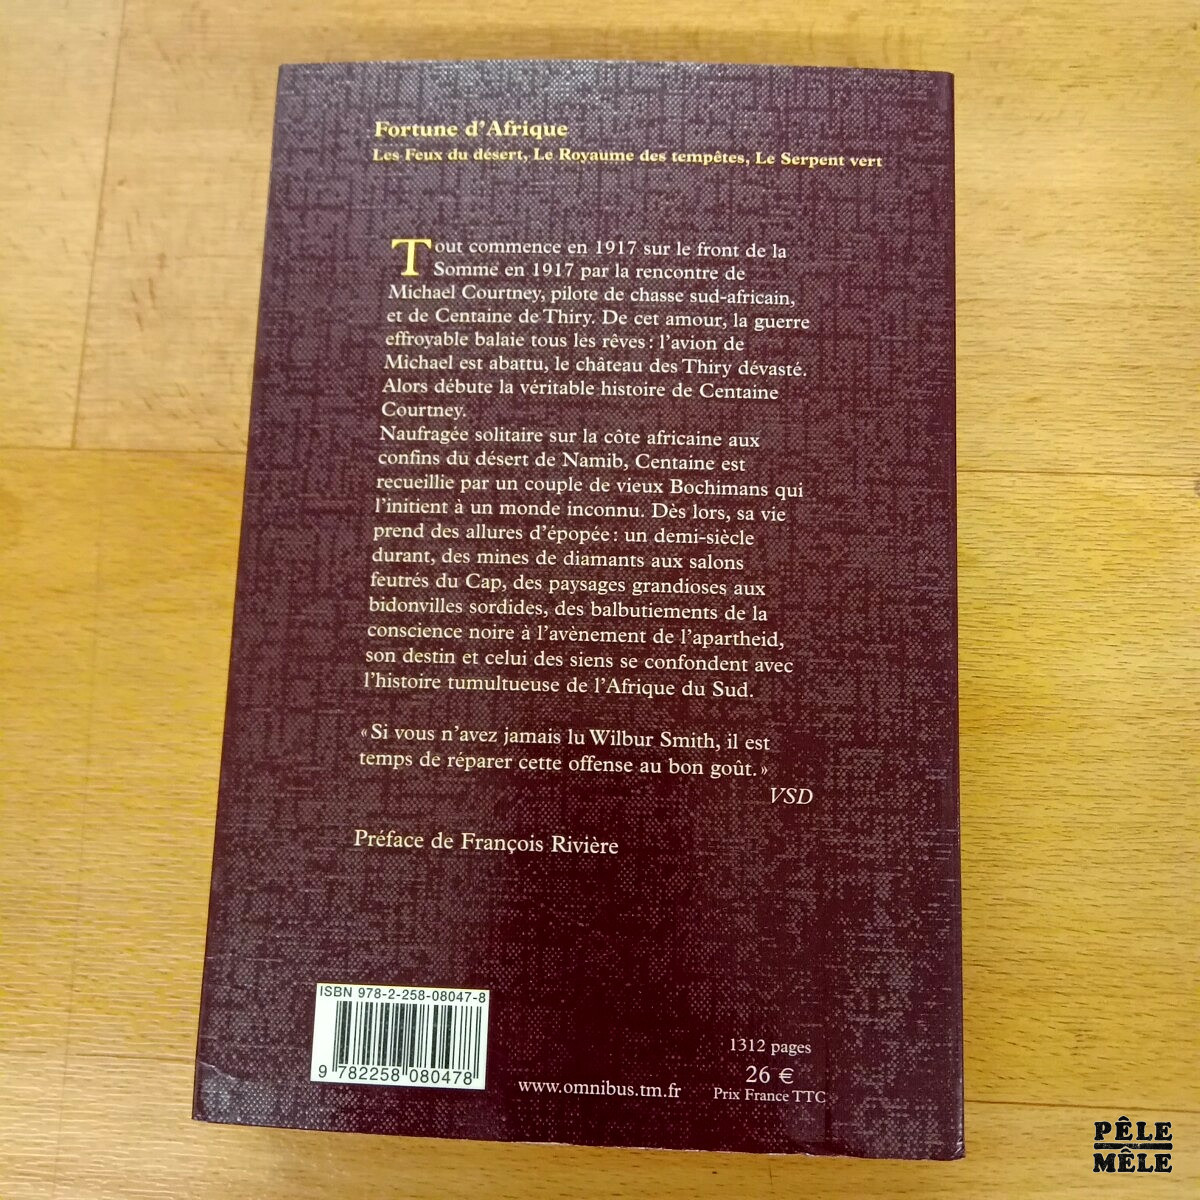 Fortune d'Afrique
Les Feux du désert, Le Royaume des tempêtes, Le Serpent vert
Tout commence en 1917 sur le front de la
Somme en 1917 par la rencontre de
Michael Courtney, pilote de chasse sud-africain,
et de Centaine de Thiry. De cet amour, la guerre
effroyable balaie tous les rêves : l'avion de
Michael est abattu, le château des Thiry dévasté.
Alors débute la véritable histoire de Centaine
Courtney.
Naufragée solitaire sur la côte africaine aux
confins du désert de Namib, Centaine est
recueillie par un couple de vieux Bochimans qui
l'initient à un monde inconnu. Dès lors, sa vie
prend des allures d'épopée : un demi-siècle
durant, des mines de diamants aux salons
feutrés du Cap, des paysages grandioses aux
bidonvilles sordides, des balbutiements de la
conscience noire à l'avènement de l'apartheid,
son destin et celui des siens se confondent avec
l'histoire tumultueuse de l'Afrique du Sud.
« Si vous n'avez jamais lu Wilbur Smith, il est
temps de réparer cette offense au bon goût. »
VSD
Préface de François Rivière
ISBN 978-2-258-08047-8
9 782258 080478
www.omnibus.tm.fr
1312 pages
26 €
Prix France TTC
PÊLE
MÊLE